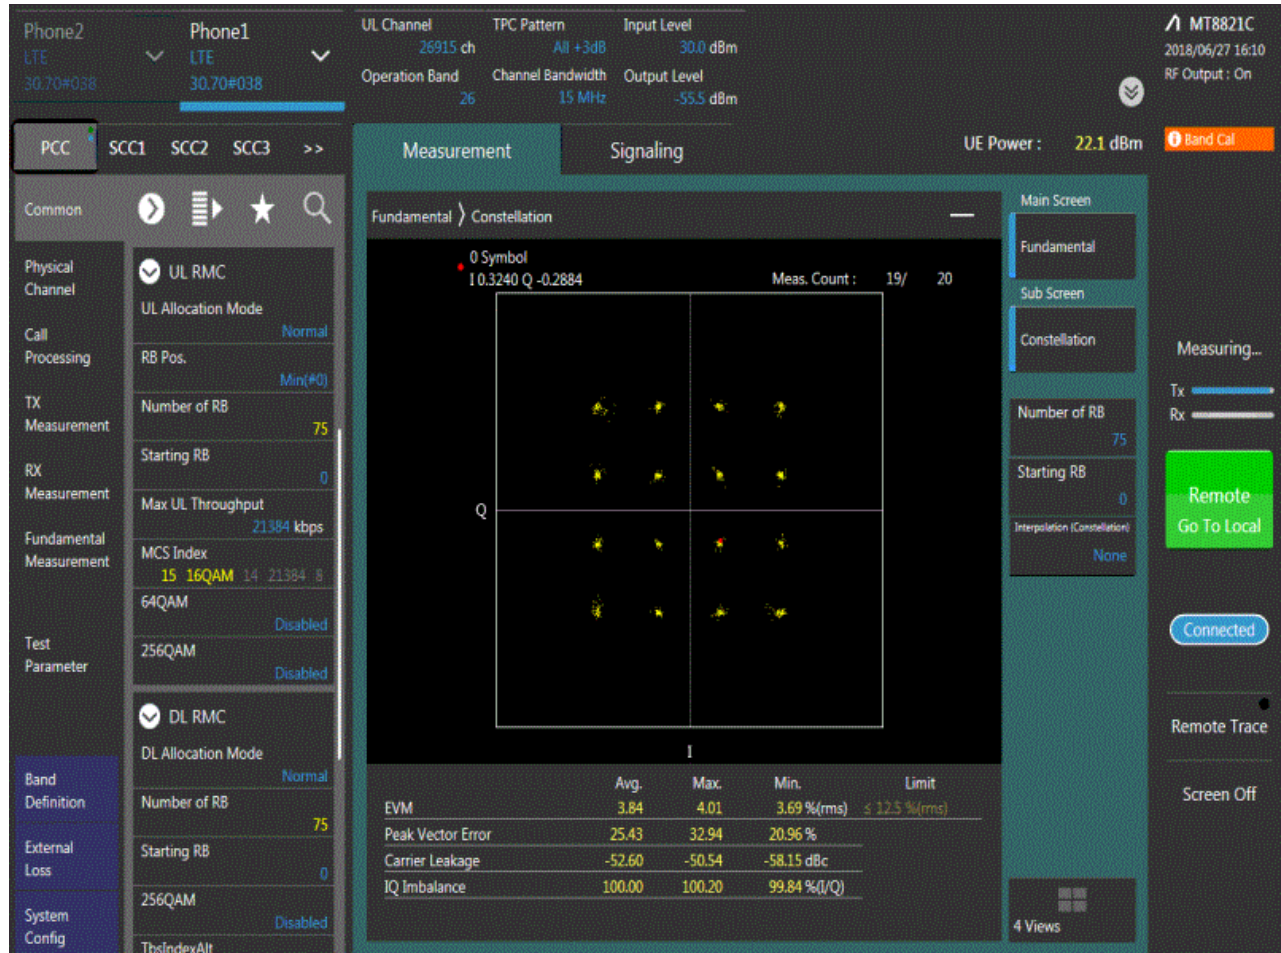 Phone2
LTE
30.70#038
Phone1
LTE
30.70#038
UL Channel
26915 ch
TPC Pattern
All +3dB
Input Level
30.0 dBm
Operation Band
26
Channel Bandwidth
15 MHz
Output Level
-55.5 dBm
MT8821C
2018/06/27 16:10
RF Output : On
PCC SCC1 SCC2 SCC3 >>
Measurement
Signaling
UE Power : 22.1 dBm
Band Cal
Common
Physical
Channel
Call
Processing
TX
Measurement
RX
Measurement
Fundamental
Measurement
Test
Parameter
Band
Definition
External
Loss
System
Config
UL RMC
UL Allocation Mode
Normal
RB Pos.
Min(#0)
Number of RB
75
Starting RB
0
Max UL Throughput
21384 kbps
MCS Index
15 16QAM 14 21384 8
64QAM
Disabled
256QAM
Disabled
DL RMC
DL Allocation Mode
Normal
Number of RB
75
Starting RB
0
256QAM
Disabled
TbsIndexAlt
Fundamental 〉 Constellation
0 Symbol
I 0.3240 Q -0.2884
Meas. Count : 19/ 20
Q
I
Avg. Max. Min. Limit
EVM 3.84 4.01 3.69 %(rms) ≤ 12.5 %(rms)
Peak Vector Error 25.43 32.94 20.96 %
Carrier Leakage -52.60 -50.54 -58.15 dBc
IQ Imbalance 100.00 100.20 99.84 %(I/Q)
Main Screen
Fundamental
Sub Screen
Constellation
Number of RB
75
Starting RB
0
Interpolation (Constellation)
None
4 Views
Measuring...
Tx
Rx
Remote
Go To Local
Connected
Remote Trace
Screen Off